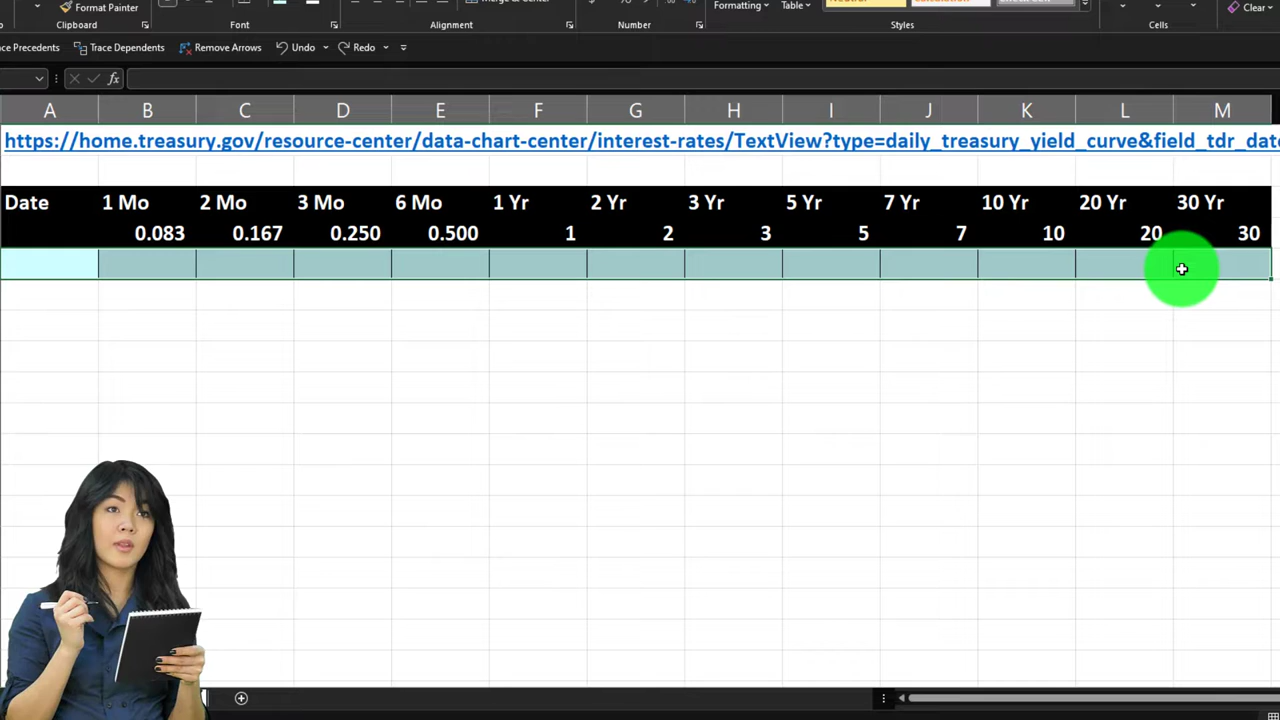 Format Painter
Formatting
Table
Clear
Clipboard
Font
Alignment
Number
Styles
Cells
Trace Dependents
Remove Arrows
Undo
Redo
fx
A B C D E F G H I J K L M
https://home.treasury.gov/resource-center/data-chart-center/interest-rates/TextView?type=daily_treasury_yield_curve&field_tdr_date
Date 1 Mo 2 Mo 3 Mo 6 Mo 1 Yr 2 Yr 3 Yr 5 Yr 7 Yr 10 Yr 20 Yr 30 Yr
0.083 0.167 0.250 0.500 1 2 3 5 7 10 20 30